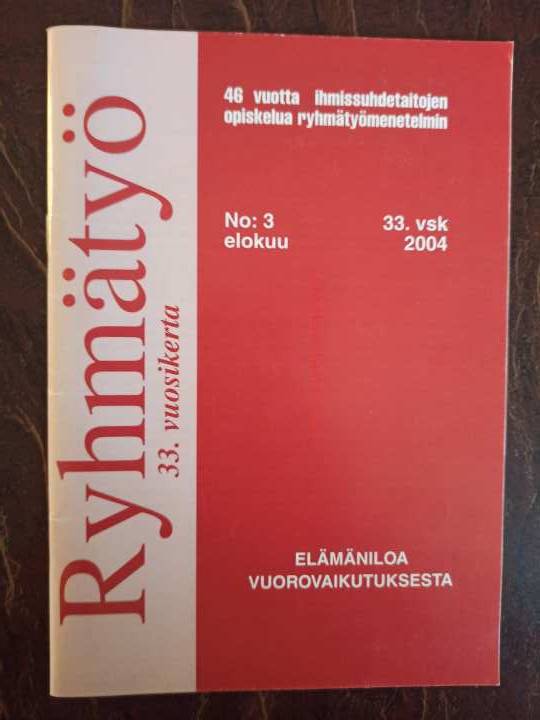 Ryhmätyö
33. vuosikerta
46 vuotta ihmissuhdetaitojen
opiskelua ryhmätyömenetelmin
No: 3 33. vsk
elokuu 2004
ELÄMÄNILOA
VUOROVAIKUTUKSESTA